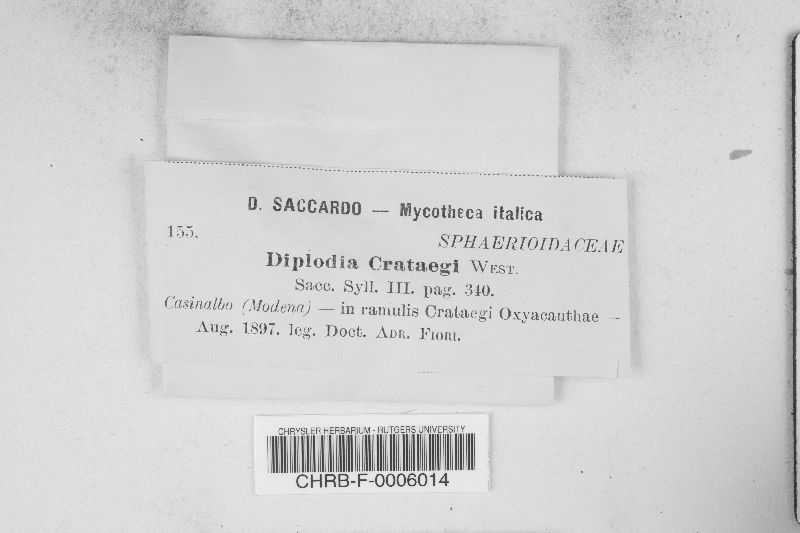 D. SACCARDO — Mycotheca italica
155.
SPHAERIOIDACEAE
Diplodia Crataegi WEST.
Sacc. Syll. III. pag. 340.
Casinalbo (Modena) — in ramulis Crataegi Oxyacanthae —
Aug. 1897. leg. Doct. ADR. FIORI.
CHRYSLER HERBARIUM - RUTGERS UNIVERSITY
CHRB-F-0006014